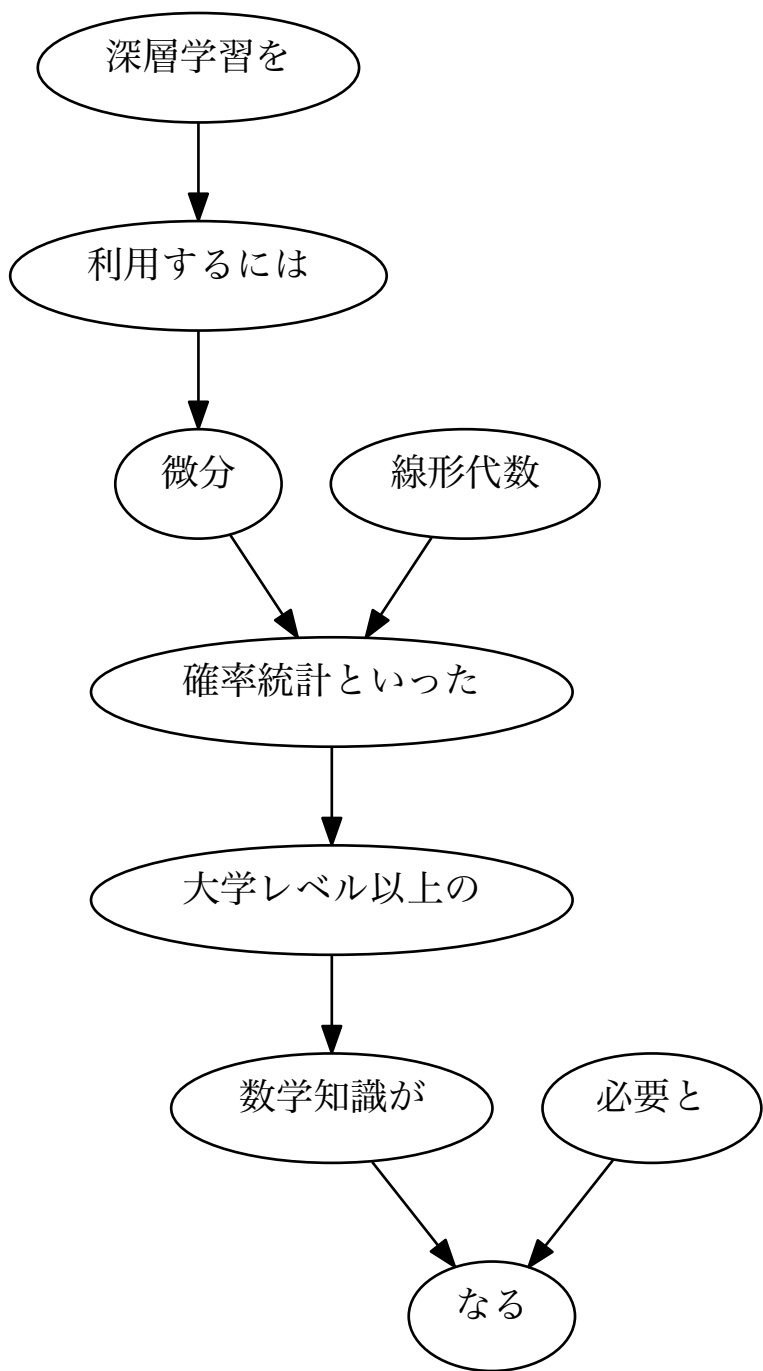 深層学習を
利用するには
微分
線形代数
確率統計といった
大学レベル以上の
数学知識が
必要と
なる